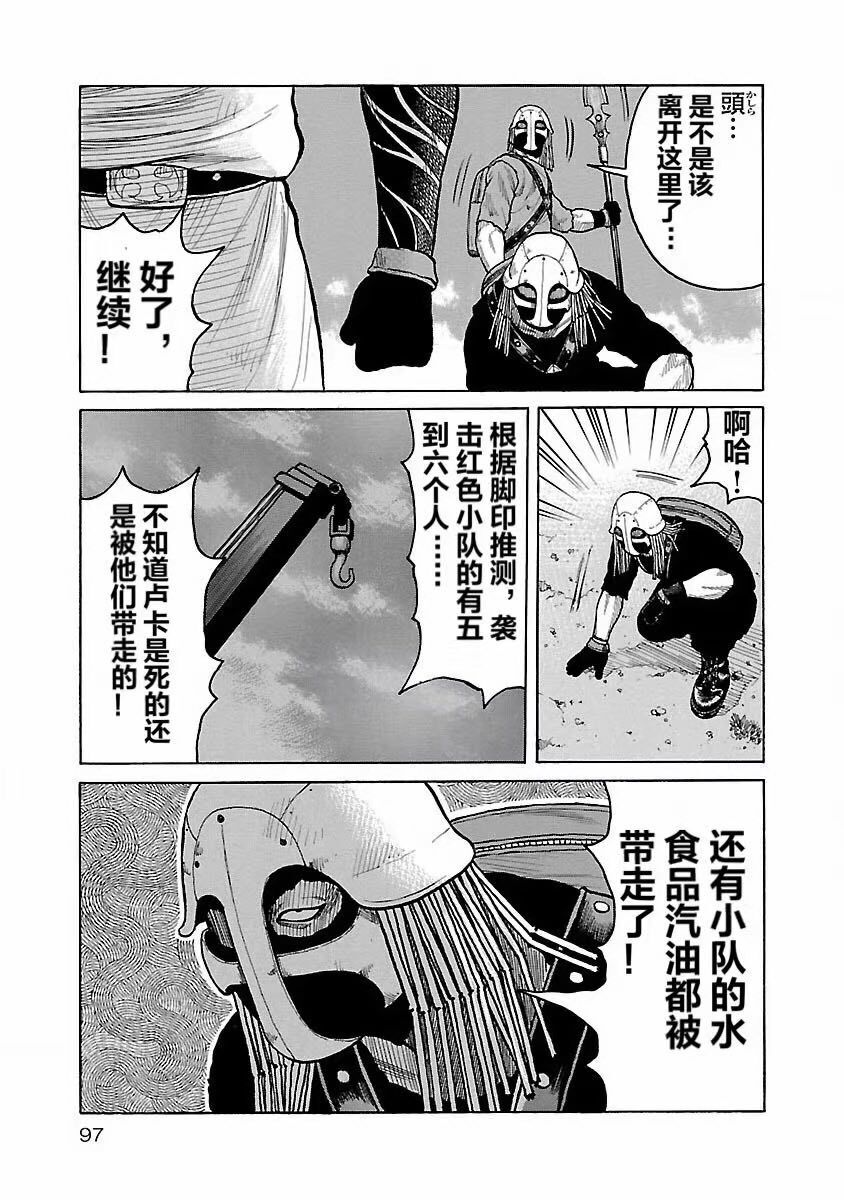 頭…
かしら
是不是该
离开这里了…
好了，
继续！
啊哈！
根据脚印推测，袭
击红色小队的有五
到六个人……
不知道卢卡是死的还
是被他们带走的！
还有小队的水
食品汽油都被
带走了！
97